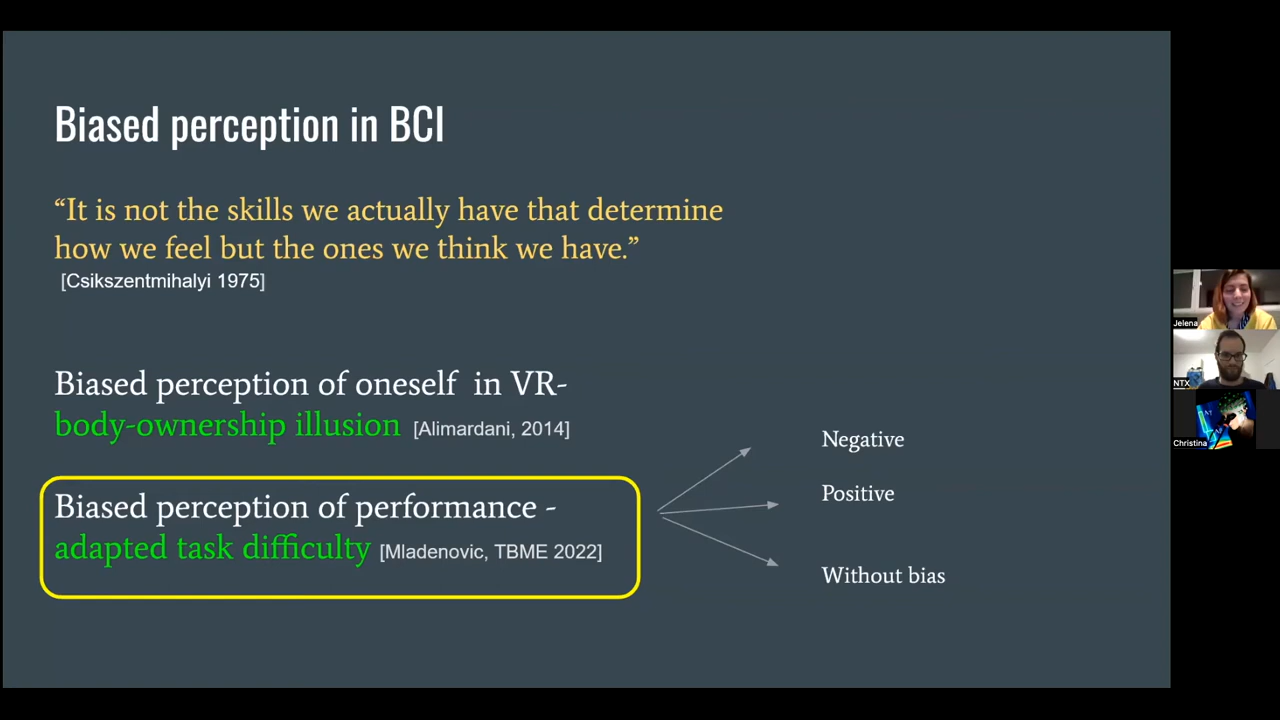 Biased perception in BCI
“It is not the skills we actually have that determine
how we feel but the ones we think we have.”
[Csikszentmihalyi 1975]
Biased perception of oneself in VR-
body-ownership illusion [Alimardani, 2014]
Biased perception of performance -
adapted task difficulty [Mladenovic, TBME 2022]
Negative
Positive
Without bias
Jelena
NTX
Christina